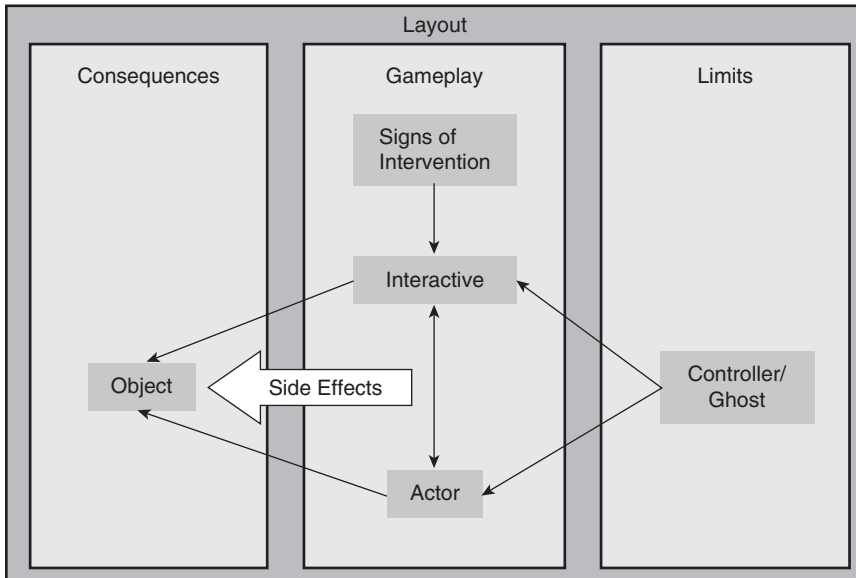 Layout
Consequences
Gameplay
Limits
Signs of
Intervention
Interactive
Object
Side Effects
Controller/
Ghost
Actor